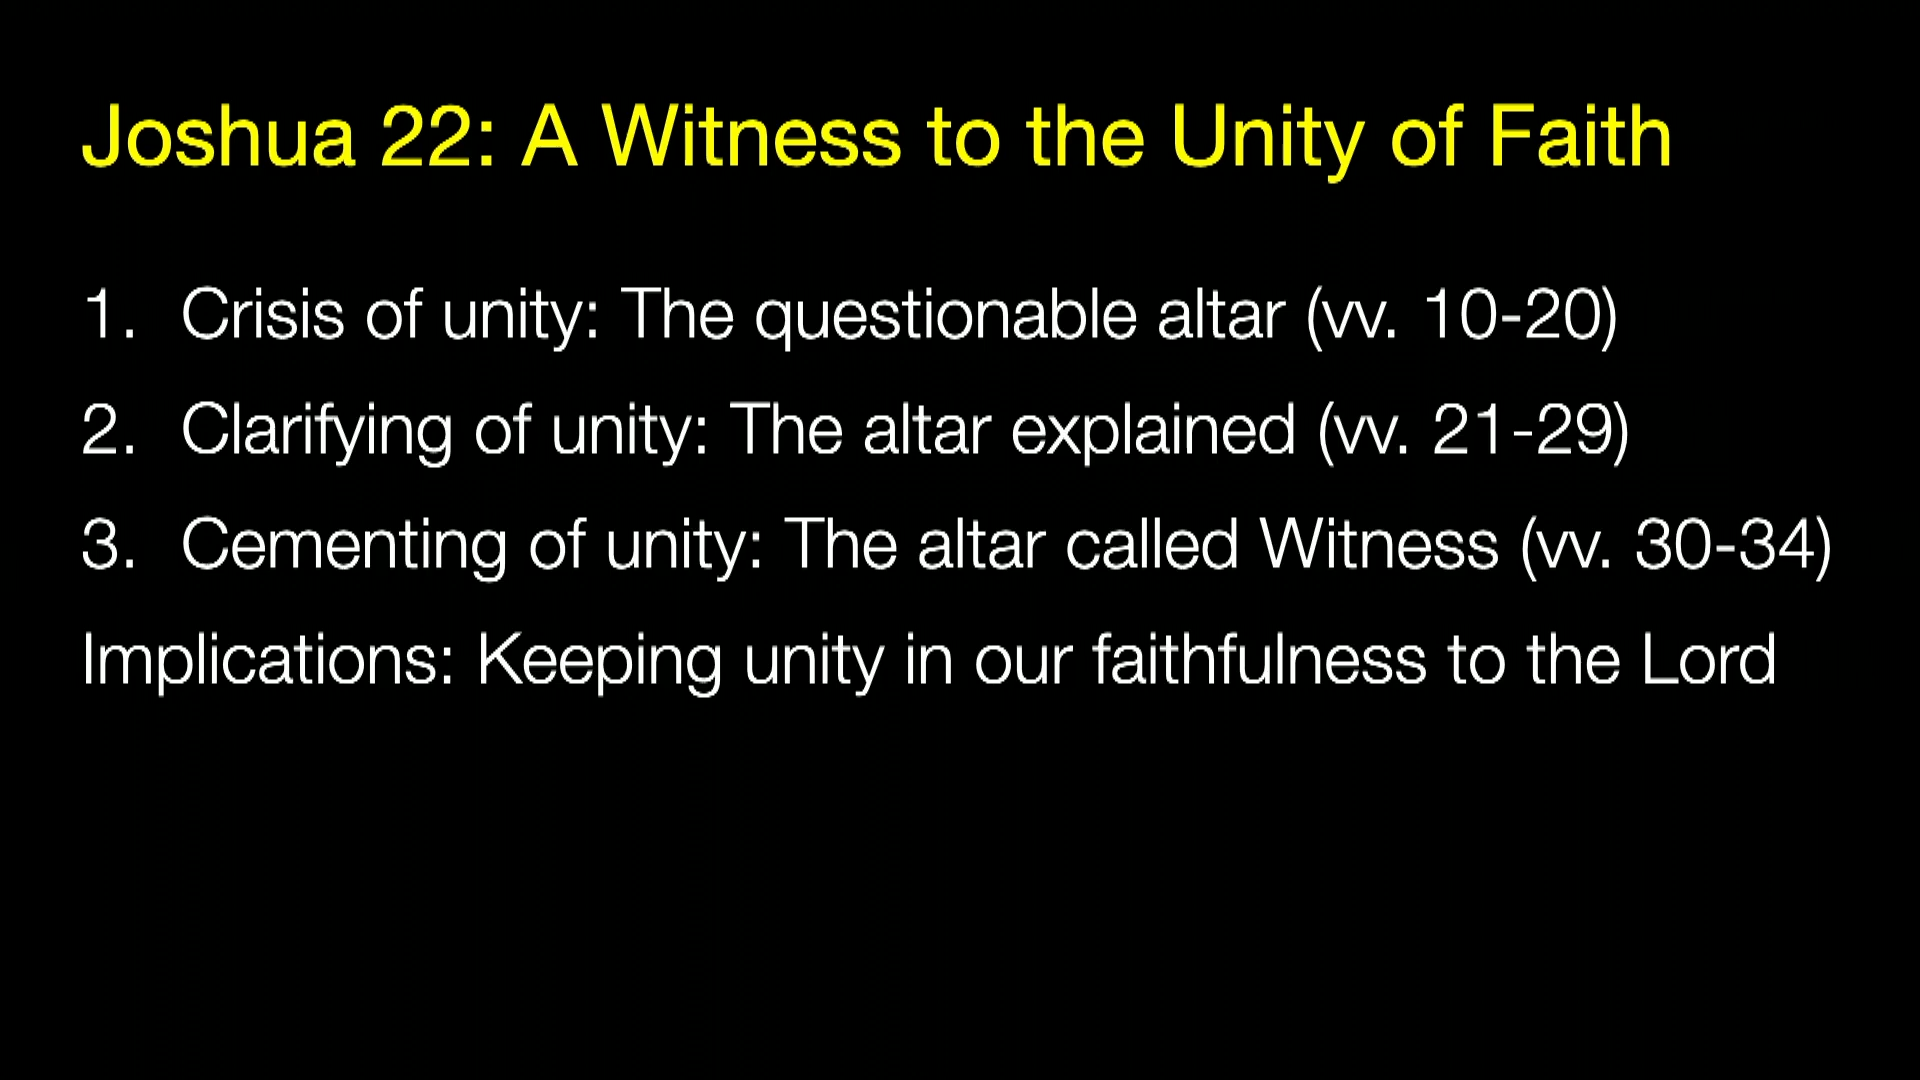 Joshua 22: A Witness to the Unity of Faith
1. Crisis of unity: The questionable altar (vv. 10-20)
2. Clarifying of unity: The altar explained (vv. 21-29)
3. Cementing of unity: The altar called Witness (vv. 30-34)
Implications: Keeping unity in our faithfulness to the Lord